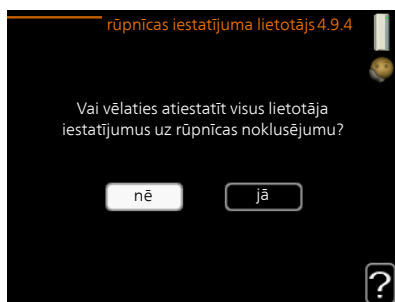 rūpnīcas iestatījuma lietotājs 4.9.4
Vai vēlaties atiestatīt visus lietotāja
iestatījumus uz rūpnīcas noklusējumu?
nē
jā
?